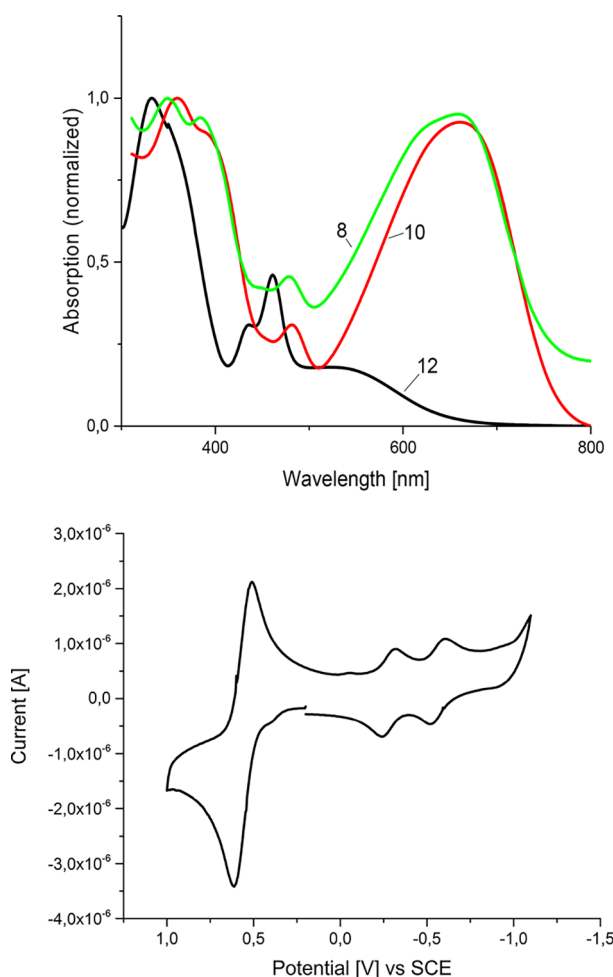 Absorption (normalized)
1,0
0,5
0,0
8
10
12
400
600
800
Wavelength [nm]
Current [A]
3,0x10⁻⁶
2,0x10⁻⁶
1,0x10⁻⁶
0,0
-1,0x10⁻⁶
-2,0x10⁻⁶
-3,0x10⁻⁶
-4,0x10⁻⁶
1,0
0,5
0,0
-0,5
-1,0
-1,5
Potential [V] vs SCE